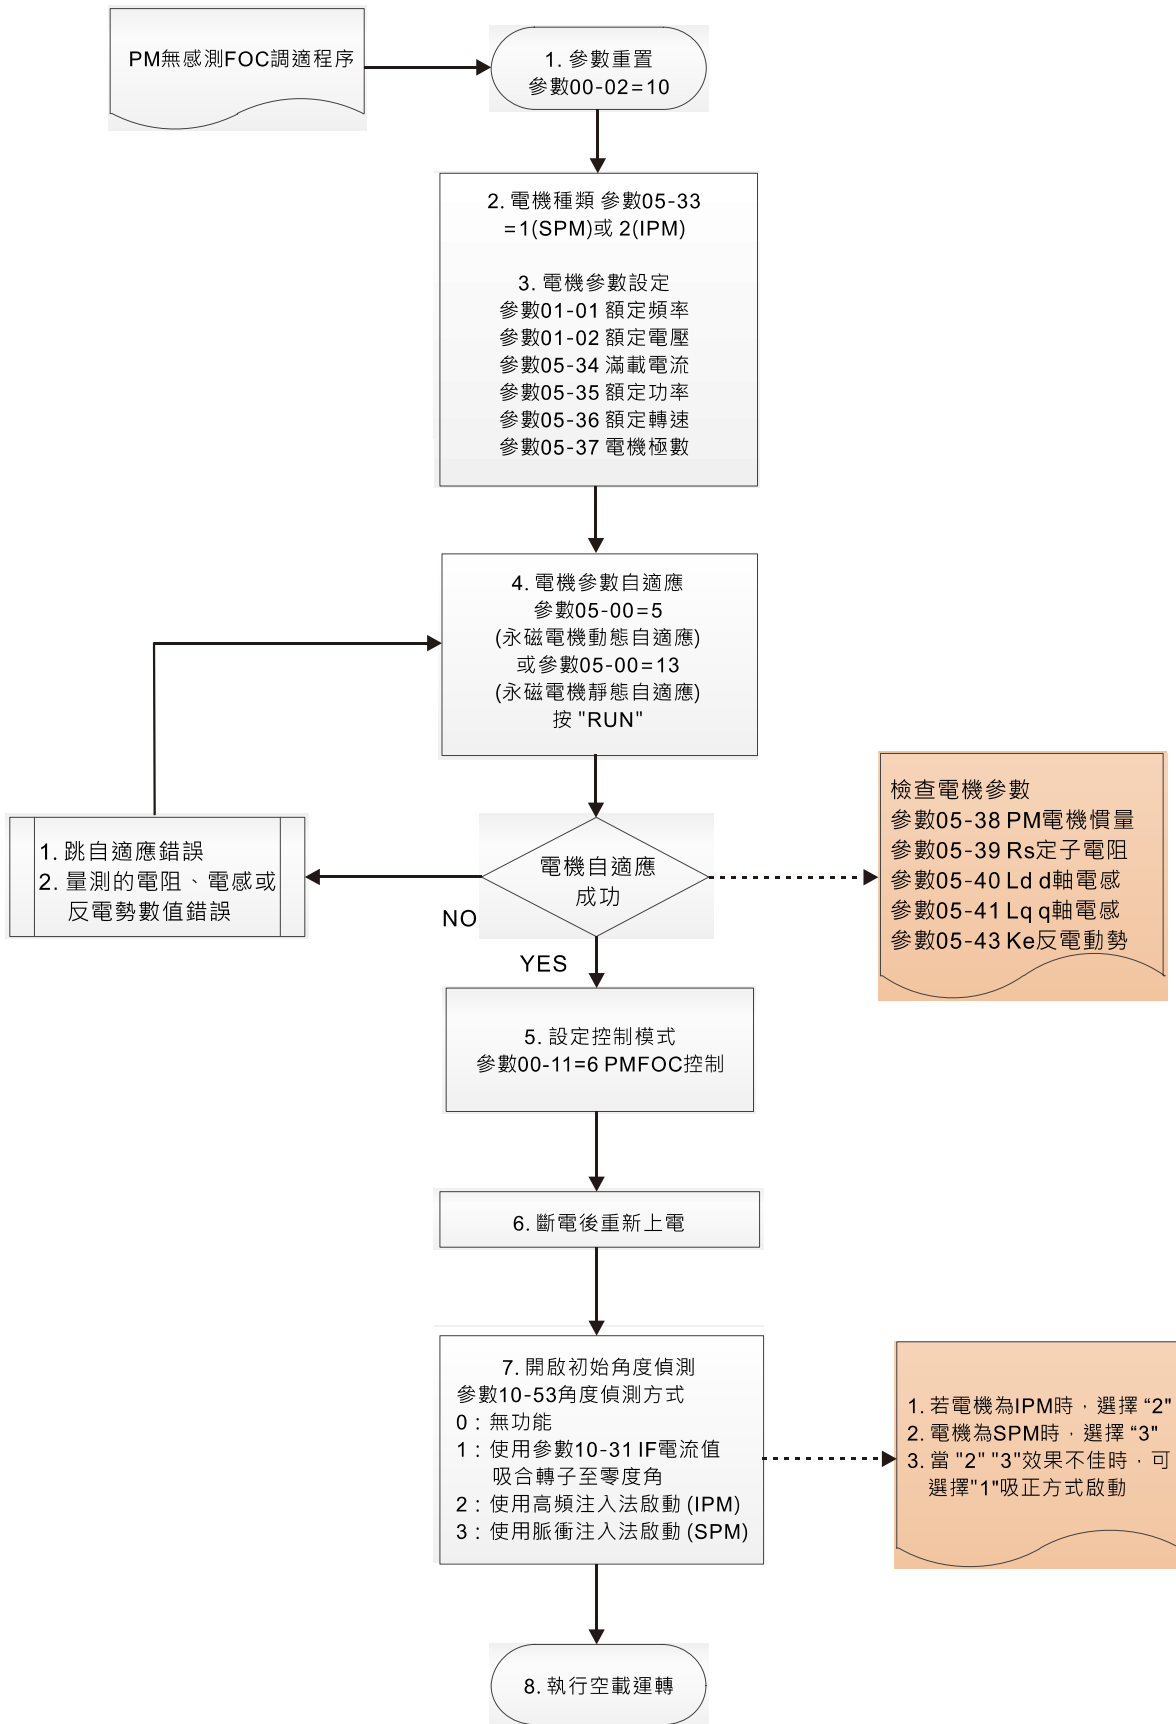 PM無感測FOC調適程序
1. 參數重置
參數00-02=10
2. 電機種類 參數05-33
=1(SPM)或 2(IPM)
3. 電機參數設定
參數01-01 額定頻率
參數01-02 額定電壓
參數05-34 滿載電流
參數05-35 額定功率
參數05-36 額定轉速
參數05-37 電機極數
4. 電機參數自適應
參數05-00=5
(永磁電機動態自適應)
或參數05-00=13
(永磁電機靜態自適應)
按 "RUN"
電機自適應
成功
NO
YES
1. 跳自適應錯誤
2. 量測的電阻、電感或
反電勢數值錯誤
檢查電機參數
參數05-38 PM電機慣量
參數05-39 Rs定子電阻
參數05-40 Ld d軸電感
參數05-41 Lq q軸電感
參數05-43 Ke反電動勢
5. 設定控制模式
參數00-11=6 PMFOC控制
6. 斷電後重新上電
7. 開啟初始角度偵測
參數10-53角度偵測方式
0：無功能
1：使用參數10-31 IF電流值
吸合轉子至零度角
2：使用高頻注入法啟動 (IPM)
3：使用脈衝注入法啟動 (SPM)
1. 若電機為IPM時，選擇 “2"
2. 電機為SPM時，選擇 “3"
3. 當 "2" "3"效果不佳時，可
選擇"1"吸正方式啟動
8. 執行空載運轉